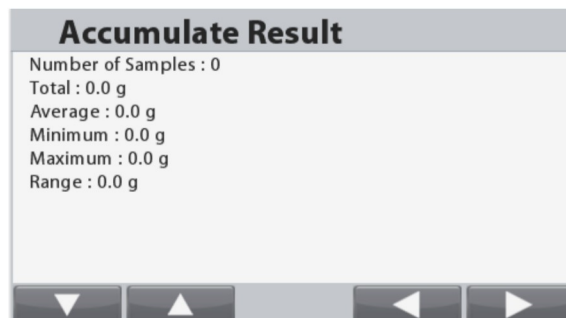 Accumulate Result
Number of Samples : 0
Total : 0.0 g
Average : 0.0 g
Minimum : 0.0 g
Maximum : 0.0 g
Range : 0.0 g